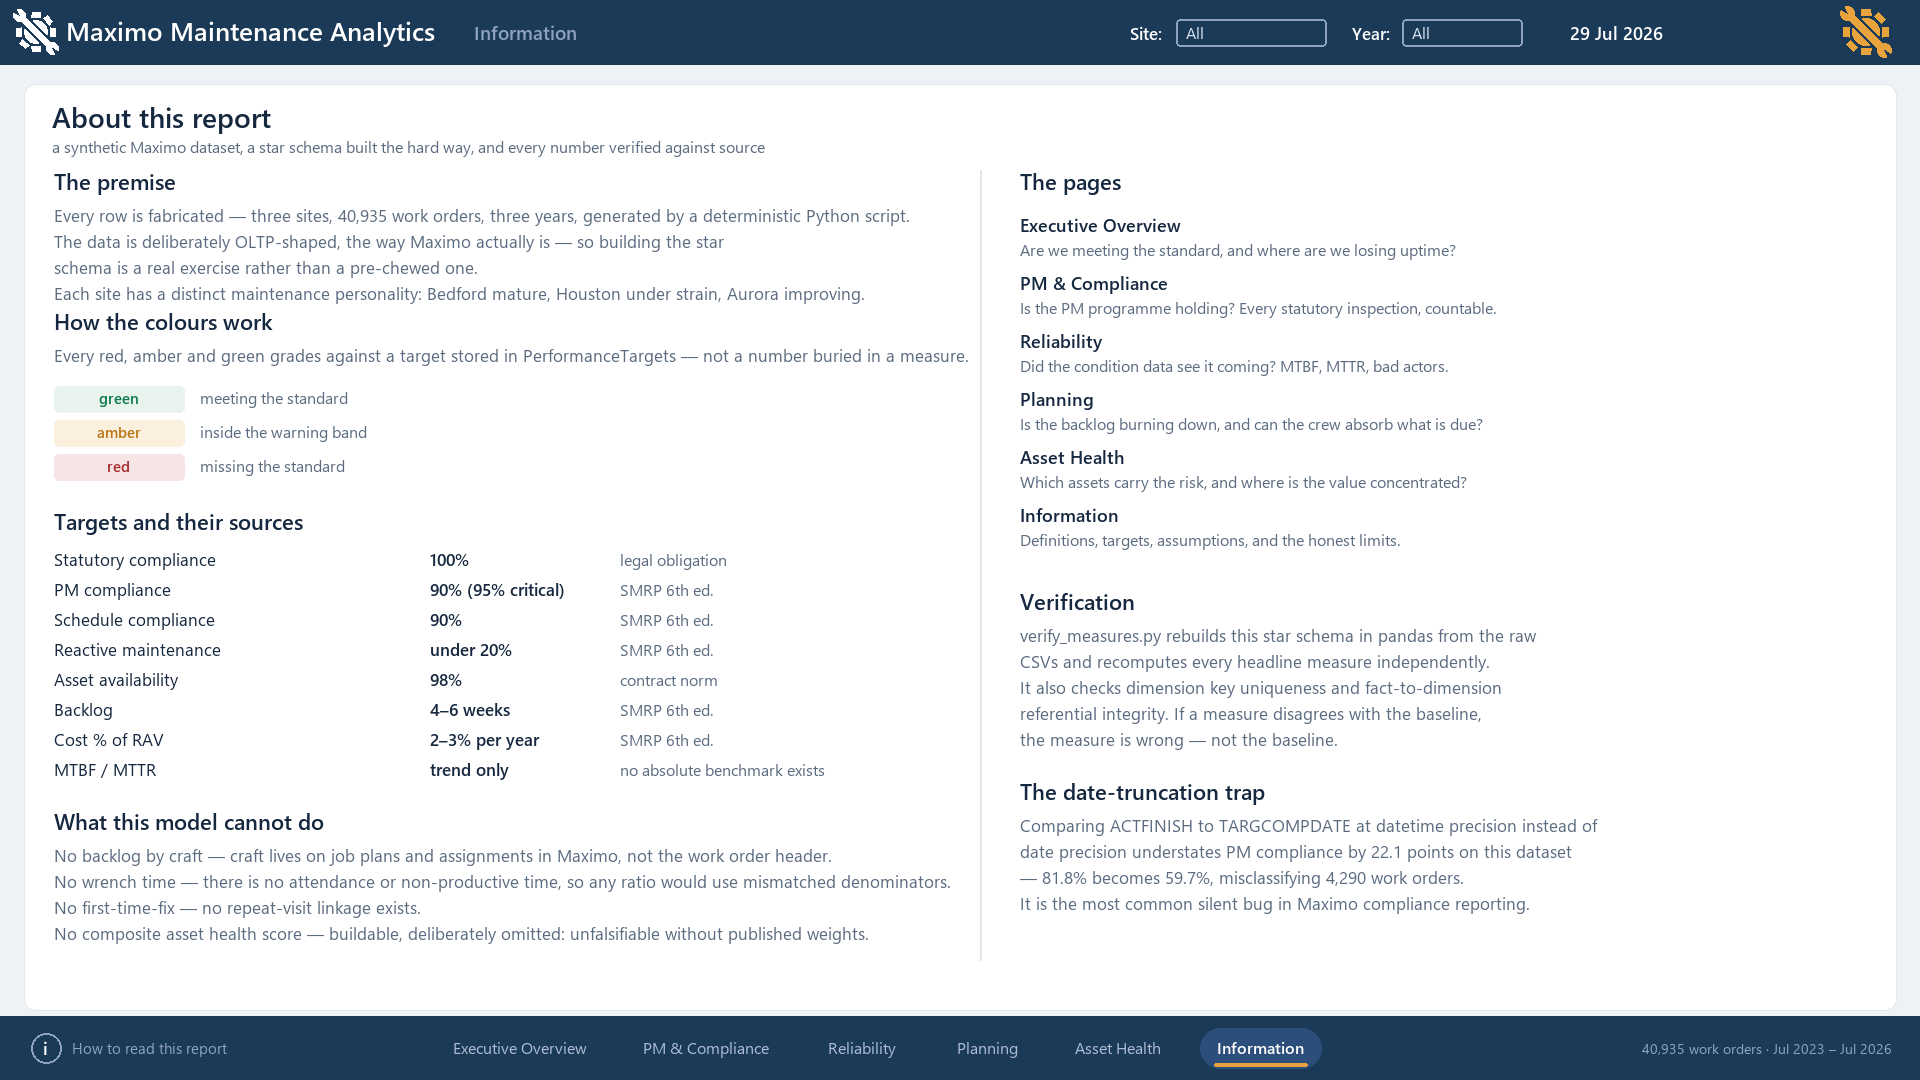 Maximo Maintenance Analytics
Information
Site:
All
Year:
All
29 Jul 2026
About this report
a synthetic Maximo dataset, a star schema built the hard way, and every number verified against source
The premise
Every row is fabricated — three sites, 40,935 work orders, three years, generated by a deterministic Python script.
The data is deliberately OLTP-shaped, the way Maximo actually is — so building the star
schema is a real exercise rather than a pre-chewed one.
Each site has a distinct maintenance personality: Bedford mature, Houston under strain, Aurora improving.
How the colours work
Every red, amber and green grades against a target stored in PerformanceTargets — not a number buried in a measure.
green
meeting the standard
amber
inside the warning band
red
missing the standard
Targets and their sources
Statutory compliance 100% legal obligation
PM compliance 90% (95% critical) SMRP 6th ed.
Schedule compliance 90% SMRP 6th ed.
Reactive maintenance under 20% SMRP 6th ed.
Asset availability 98% contract norm
Backlog 4–6 weeks SMRP 6th ed.
Cost % of RAV 2–3% per year SMRP 6th ed.
MTBF / MTTR trend only no absolute benchmark exists
What this model cannot do
No backlog by craft — craft lives on job plans and assignments in Maximo, not the work order header.
No wrench time — there is no attendance or non-productive time, so any ratio would use mismatched denominators.
No first-time-fix — no repeat-visit linkage exists.
No composite asset health score — buildable, deliberately omitted: unfalsifiable without published weights.
The pages
Executive Overview
Are we meeting the standard, and where are we losing uptime?
PM & Compliance
Is the PM programme holding? Every statutory inspection, countable.
Reliability
Did the condition data see it coming? MTBF, MTTR, bad actors.
Planning
Is the backlog burning down, and can the crew absorb what is due?
Asset Health
Which assets carry the risk, and where is the value concentrated?
Information
Definitions, targets, assumptions, and the honest limits.
Verification
verify_measures.py rebuilds this star schema in pandas from the raw
CSVs and recomputes every headline measure independently.
It also checks dimension key uniqueness and fact-to-dimension
referential integrity. If a measure disagrees with the baseline,
the measure is wrong — not the baseline.
The date-truncation trap
Comparing ACTFINISH to TARGCOMPDATE at datetime precision instead of
date precision understates PM compliance by 22.1 points on this dataset
— 81.8% becomes 59.7%, misclassifying 4,290 work orders.
It is the most common silent bug in Maximo compliance reporting.
i
How to read this report
Executive Overview
PM & Compliance
Reliability
Planning
Asset Health
Information
40,935 work orders · Jul 2023 – Jul 2026